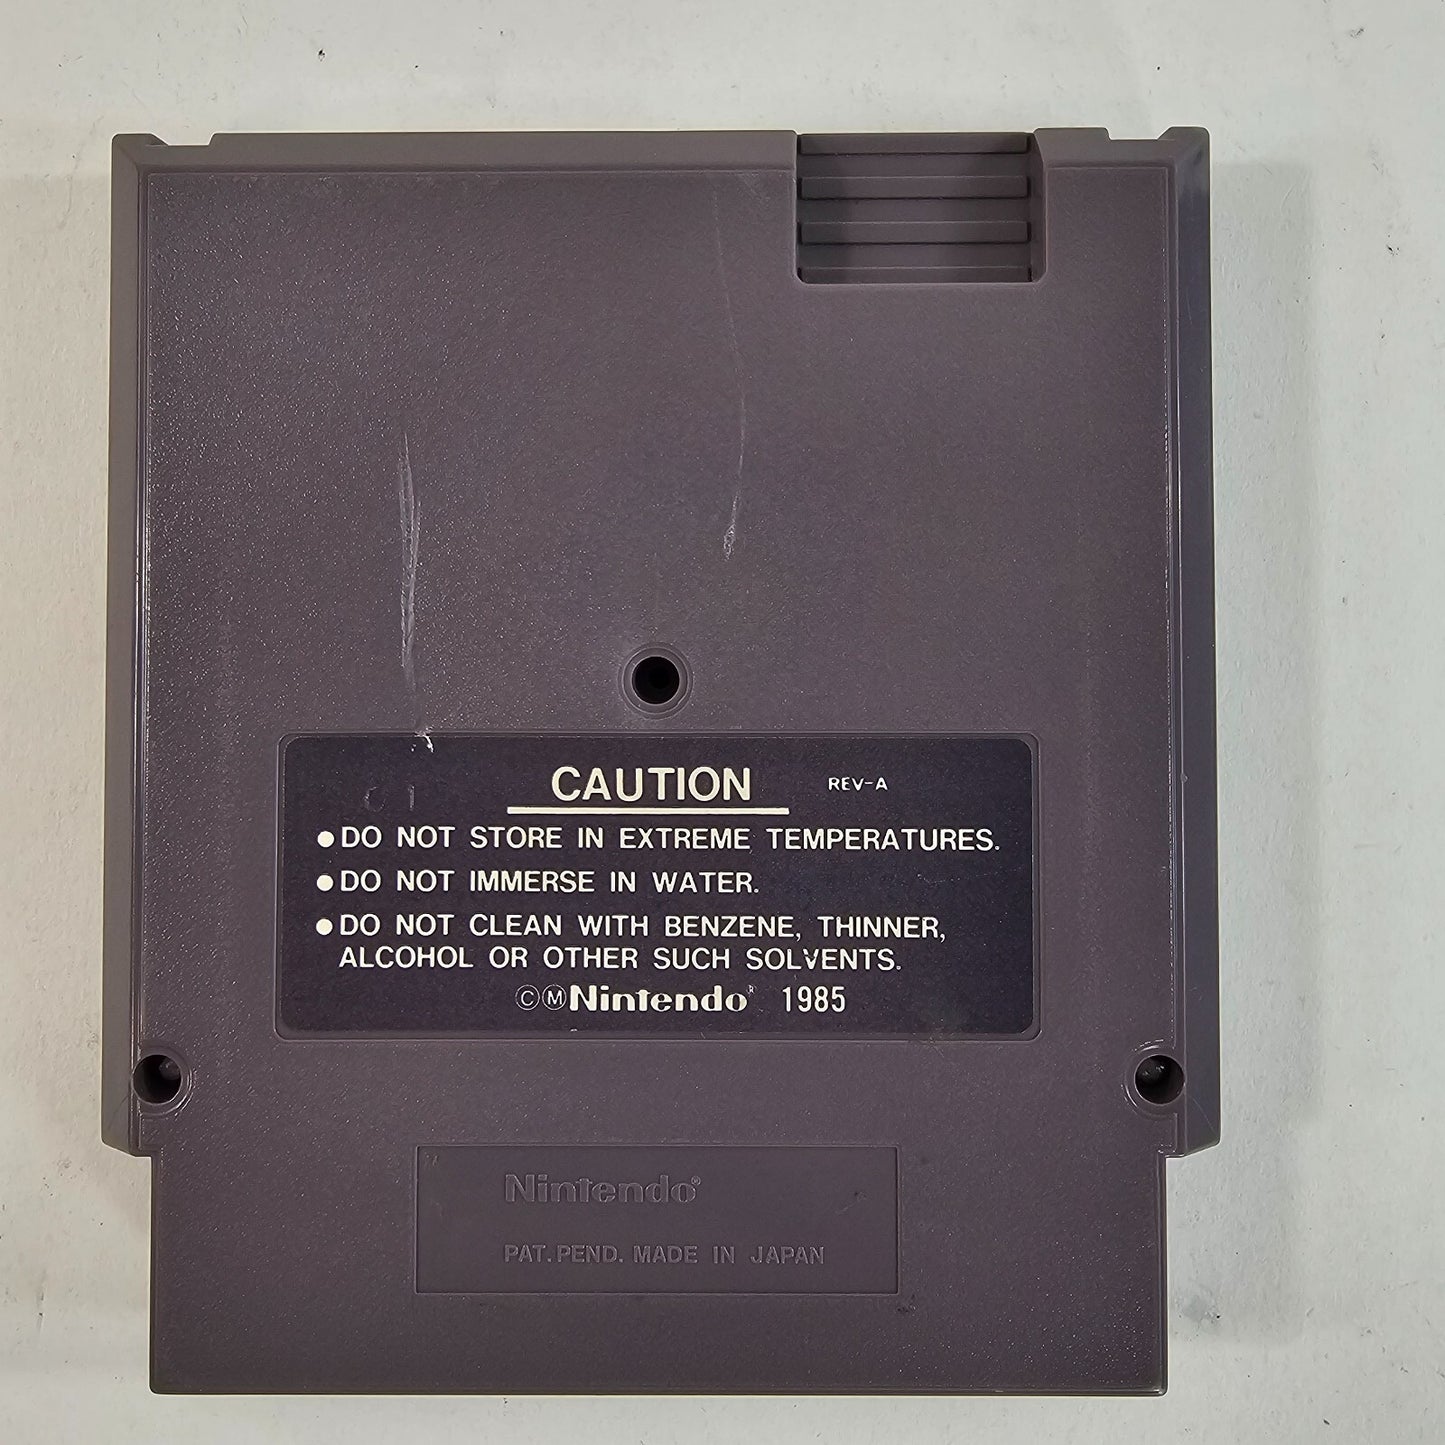 CAUTION REV-A
●DO NOT STORE IN EXTREME TEMPERATURES.
●DO NOT IMMERSE IN WATER.
●DO NOT CLEAN WITH BENZENE, THINNER,
ALCOHOL OR OTHER SUCH SOLVENTS.
©ⓂNintendo® 1985
Nintendo®
PAT. PEND. MADE IN JAPAN